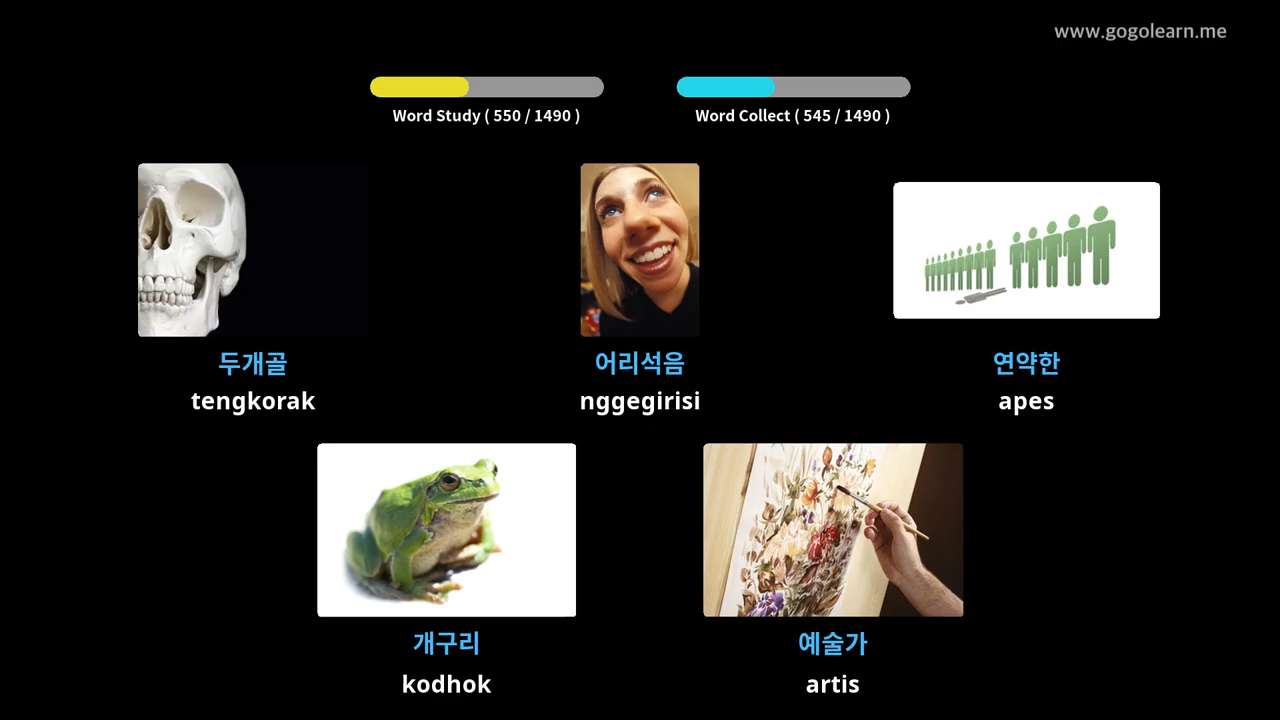 www.gogolearn.me
Word Study ( 550 / 1490 )
Word Collect ( 545 / 1490 )
두개골
tengkorak
어리석음
nggegirisi
연약한
apes
개구리
kodhok
예술가
artis